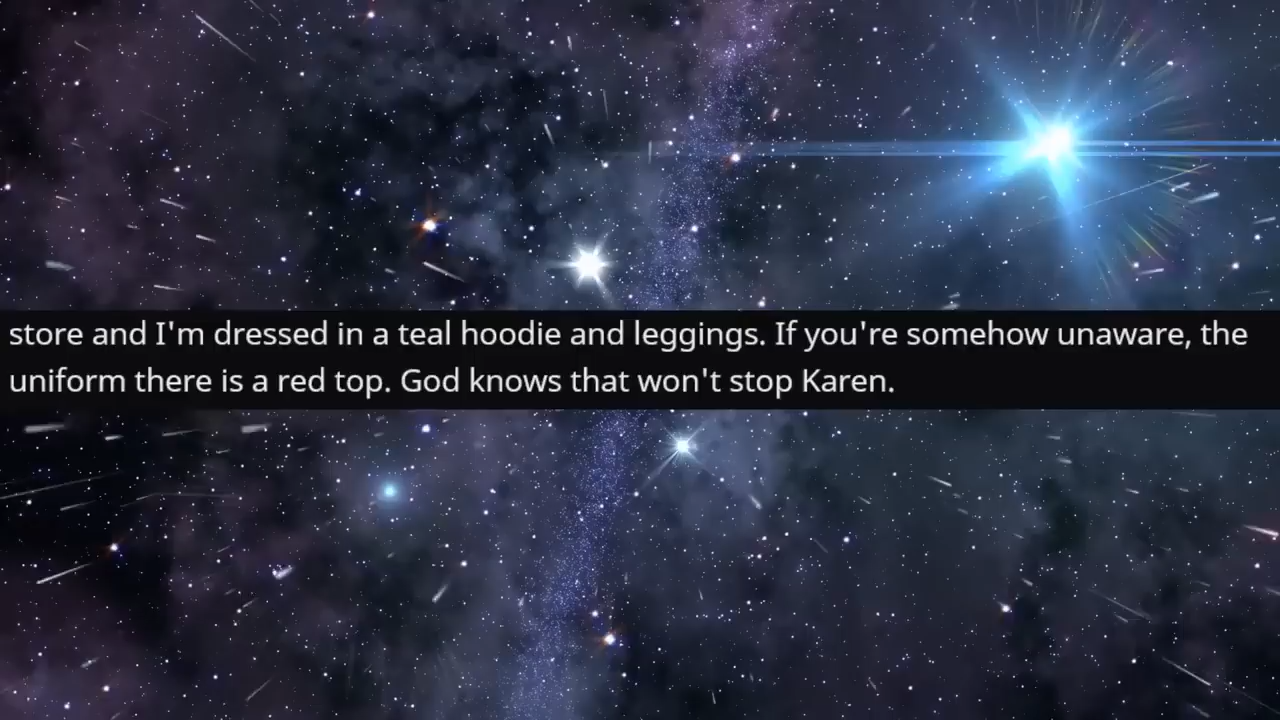 store and I'm dressed in a teal hoodie and leggings. If you're somehow unaware, the
uniform there is a red top. God knows that won't stop Karen.